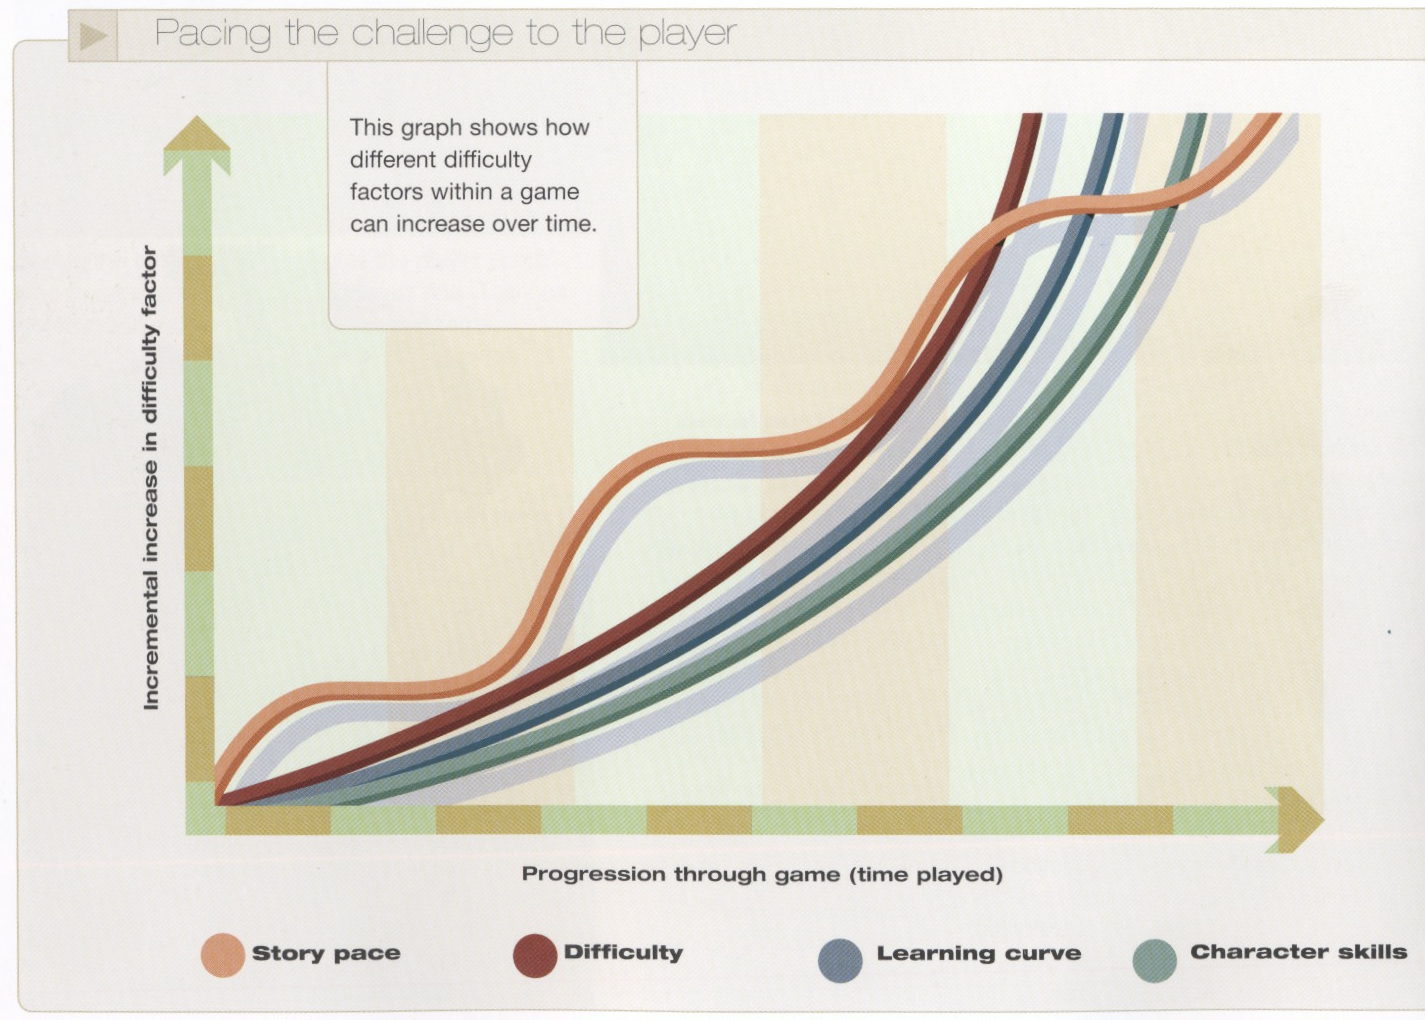 Pacing the challenge to the player
This graph shows how
different difficulty
factors within a game
can increase over time.
Incremental increase in difficulty factor
Progression through game (time played)
Story pace
Difficulty
Learning curve
Character skills